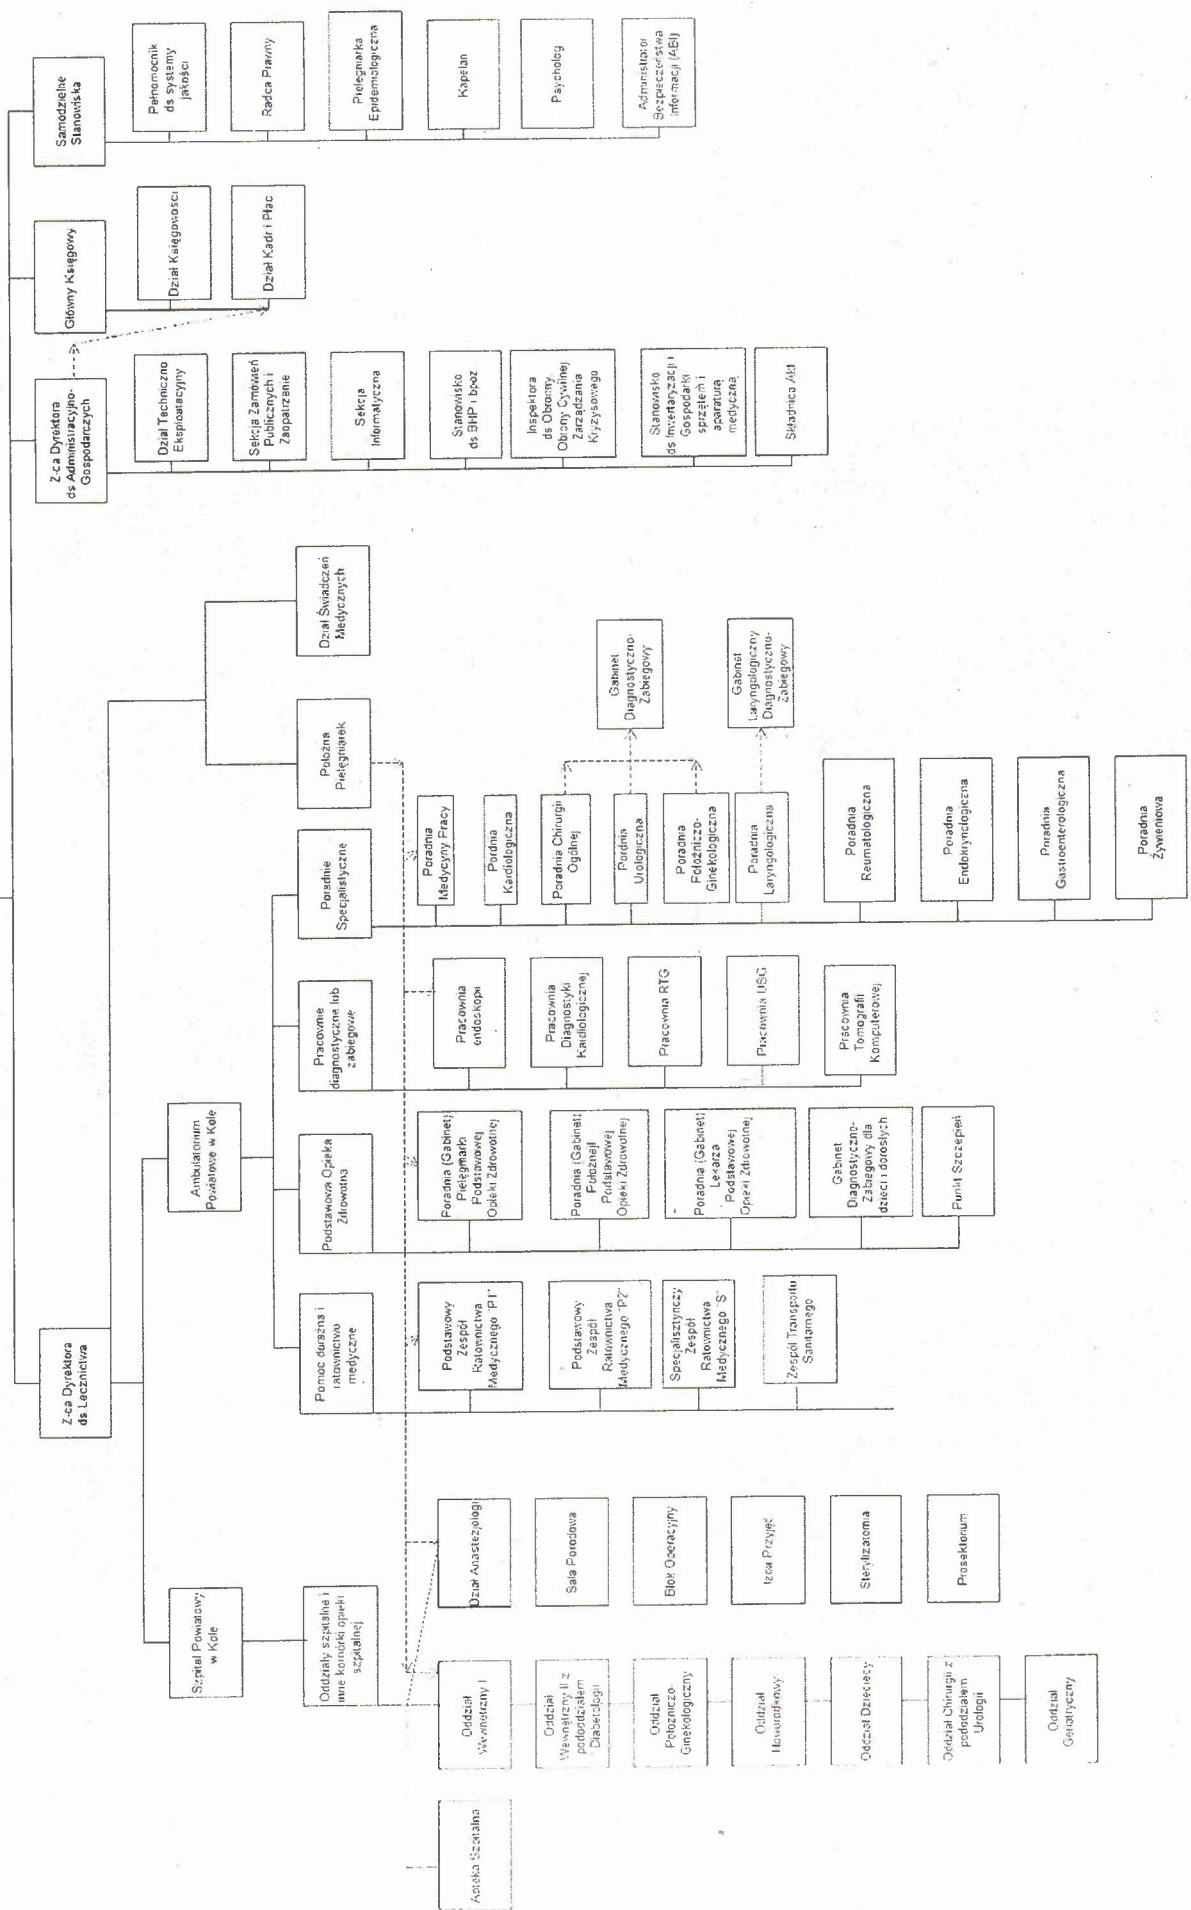 Z-ca Dyrektora
ds Lecznictwa
Z-ca Dyrektora
ds Administracyjno-
Gospodarczych
Główny Księgowy
Samodzielne
Stanowiska
Szpital Powiatowy
w Kole
Ambulatorium
Powiatowe w Kole
Oddziały szpitalne i
inne komórki opieki
szpitalnej
Pomoc doraźna i
ratownictwo
medyczne
Podstawowa Opieka
Zdrowotna
Pracownie
diagnostyczne lub
zabiegowe
Poradnie
Specjalistyczne
Położna
Pielęgniarek
Dział Świadczeń
Medycznych
Apteka Szpitalna
Oddział
Wewnętrzny I
Oddział
Wewnętrzny II z
pododdziałem
Diabetologii
Oddział
Położniczo-
Ginekologiczny
Oddział
Noworodkowy
Oddział Dziecięcy
Oddział Chirurgii z
pododdziałem
Urologii
Oddział
Geriatryczny
Dział Anastezjologi
Sala Porodowa
Blok Operacyjny
Izba Przyjęć
Sterylizatornia
Prosektorium
Podstawowy
Zespół
Ratownictwa
Medycznego "P1"
Podstawowy
Zespół
Ratownictwa
Medycznego "P2"
Specjalisztynczy
Zespół
Ratownictwa
Medycznego "S"
Zespół Transportu
Sanitarnego
Poradnia (Gabinet)
Pielęgniarki
Podstawowej
Opieki Zdrowotnej
Poradnia (Gabinet)
Położnej
Podstawowej
Opieki Zdrowotnej
Poradnia (Gabinet)
Lekarza
Podstawowej
Opieki Zdrowotnej
Gabinet
Diagnostyczno-
Zabiegowy dla
dzieci i dorosłych
Punkt Szczepień
Pracownia
endoskopii
Pracownia
Diagnostyki
Kardiologicznej
Pracownia RTG
Pracownia USG
Pracownia
Tomografii
Komputerowej
Poradnia
Medycyny Pracy
Pordnia
Kardiologiczna
Poradnia Chirurgii
Ogólnej
Pordnia
Urologiczna
Poradnia
Położnizzo-
Ginekologiczna
Poradnia
Laryngologiczna
Poradnia
Reumatologiczna
Poradnia
Endokrynologiczna
Poradnia
Gastroenterologiczna
Poradnia
Żywieniowa
Gabinet
Diagnostyczno-
Zabiegowy
Gabinet
Laryngologiczny
Diagnostyczno-
Zabiegowy
Dział Techniczno
Eksploatacyjny
Sekcja Zamówień
Publicznych i
Zaopatrzenie
Sekcja
Informatyczna
Stanowisko
ds BHP i ppoż
Inspektora
ds Obronny,
Obrony Cywilnej
Zarządzania
Kryzysowego
Stanowisko
ds Inwertaryzacji i
Gospodarki
sprzętem i
aparaturą
medyczną
Składnica Akt
Dział Księgowości
Dział Kadr i Płac
Pełnomocnik
ds systemy
jakości
Radca Prawny
Pielęgniarka
Epidemiologiczna
Kapelan
Psycholog
Administrator
Bezpieczeństwa
Informacji (ABI)